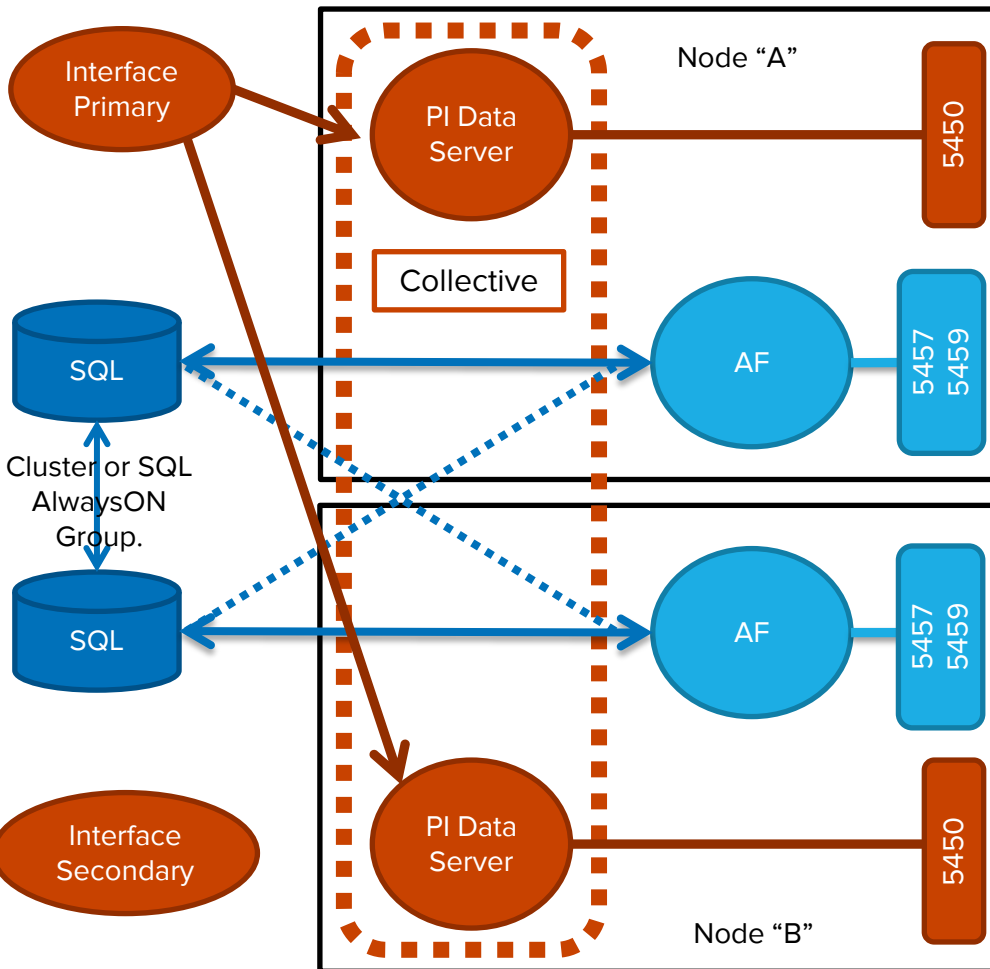 Interface
Primary
PI Data
Server
Node “A”
5450
Collective
SQL
AF
5457
5459
Cluster or SQL
AlwaysON
Group.
SQL
AF
5457
5459
Interface
Secondary
PI Data
Server
5450
Node “B”